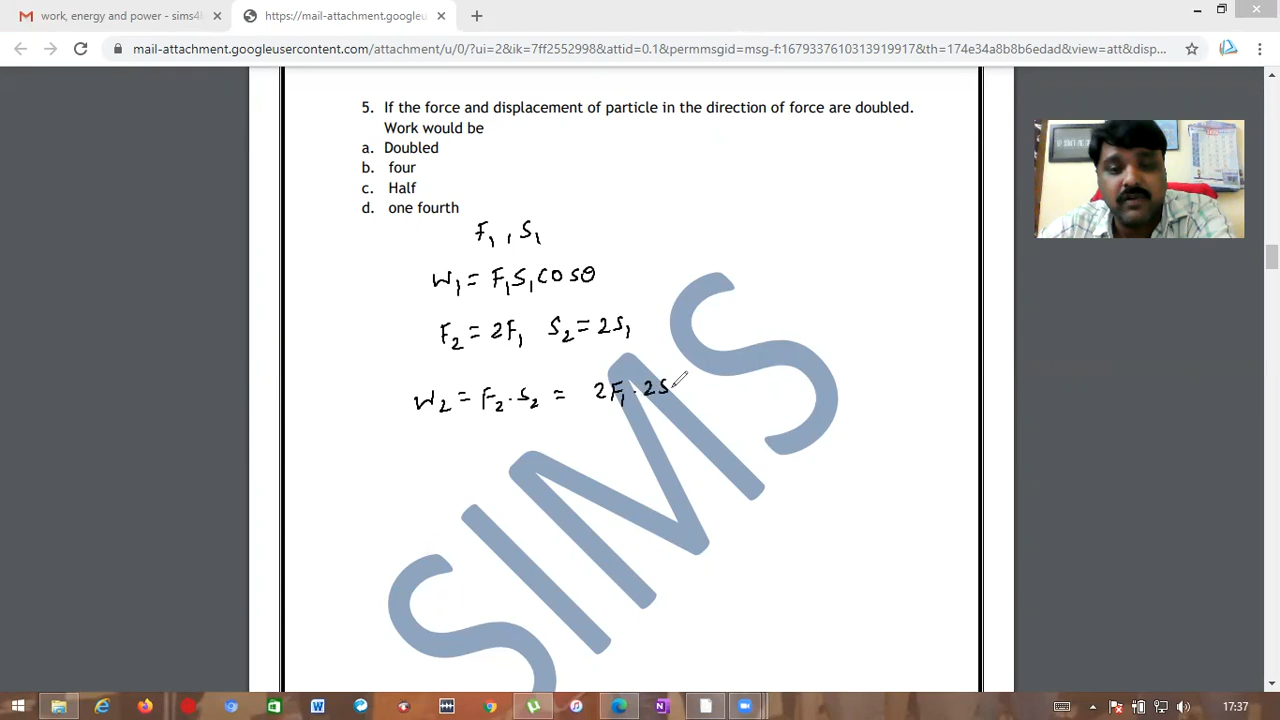 work, energy and power - sims4
https://mail-attachment.googleu
mail-attachment.googleusercontent.com/attachment/u/0/?ui=2&ik=7ff2552998&attid=0.1&permmsgid=msg-f:1679337610313919917&th=174e34a8b8b6edad&view=att&disp...
5. If the force and displacement of particle in the direction of force are doubled.
Work would be
a. Doubled
b. four
c. Half
d. one fourth
F₁, S₁
W₁ = F₁S₁cosθ
F₂ = 2F₁ S₂ = 2S₁
W₂ = F₂·S₂ = 2F₁·2S
SIMS
17:37